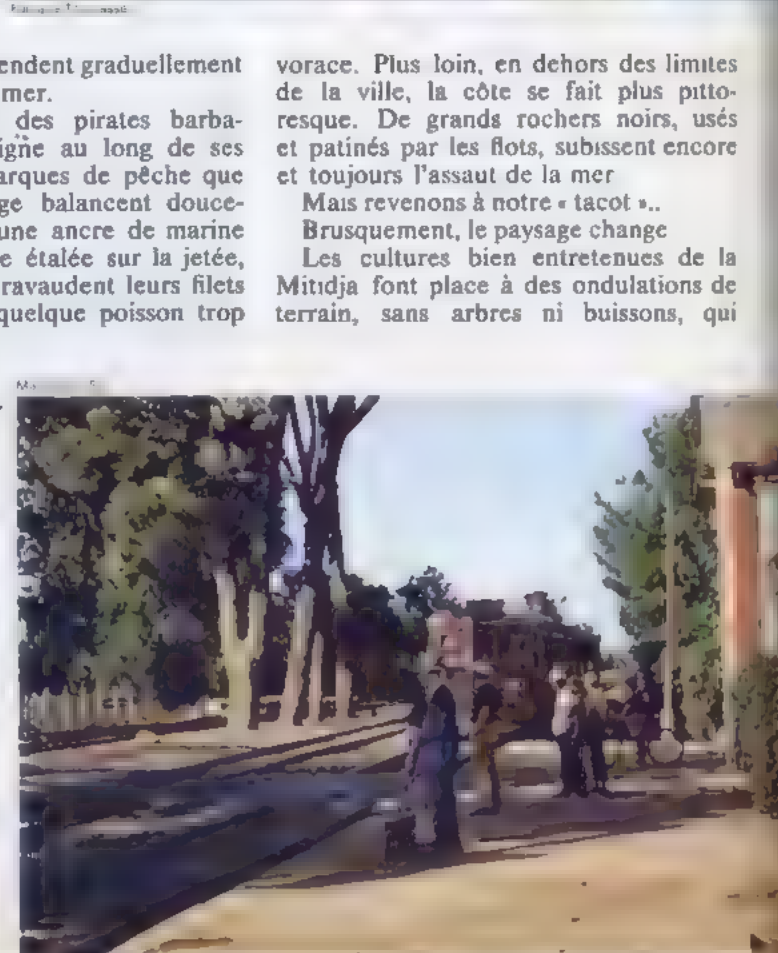 endent graduellement
mer.
des pirates barba-
igne au long de ses
arques de pêche que
ge balancent douce-
une ancre de marine
e étalée sur la jetée,
ravaudent leurs filets
quelque poisson trop
vorace. Plus loin, en dehors des limites
de la ville, la côte se fait plus pitto-
resque. De grands rochers noirs, usés
et patinés par les flots, subissent encore
et toujours l'assaut de la mer
Mais revenons à notre « tacot »..
Brusquement, le paysage change
Les cultures bien entretenues de la
Mitidja font place à des ondulations de
terrain, sans arbres ni buissons, qui